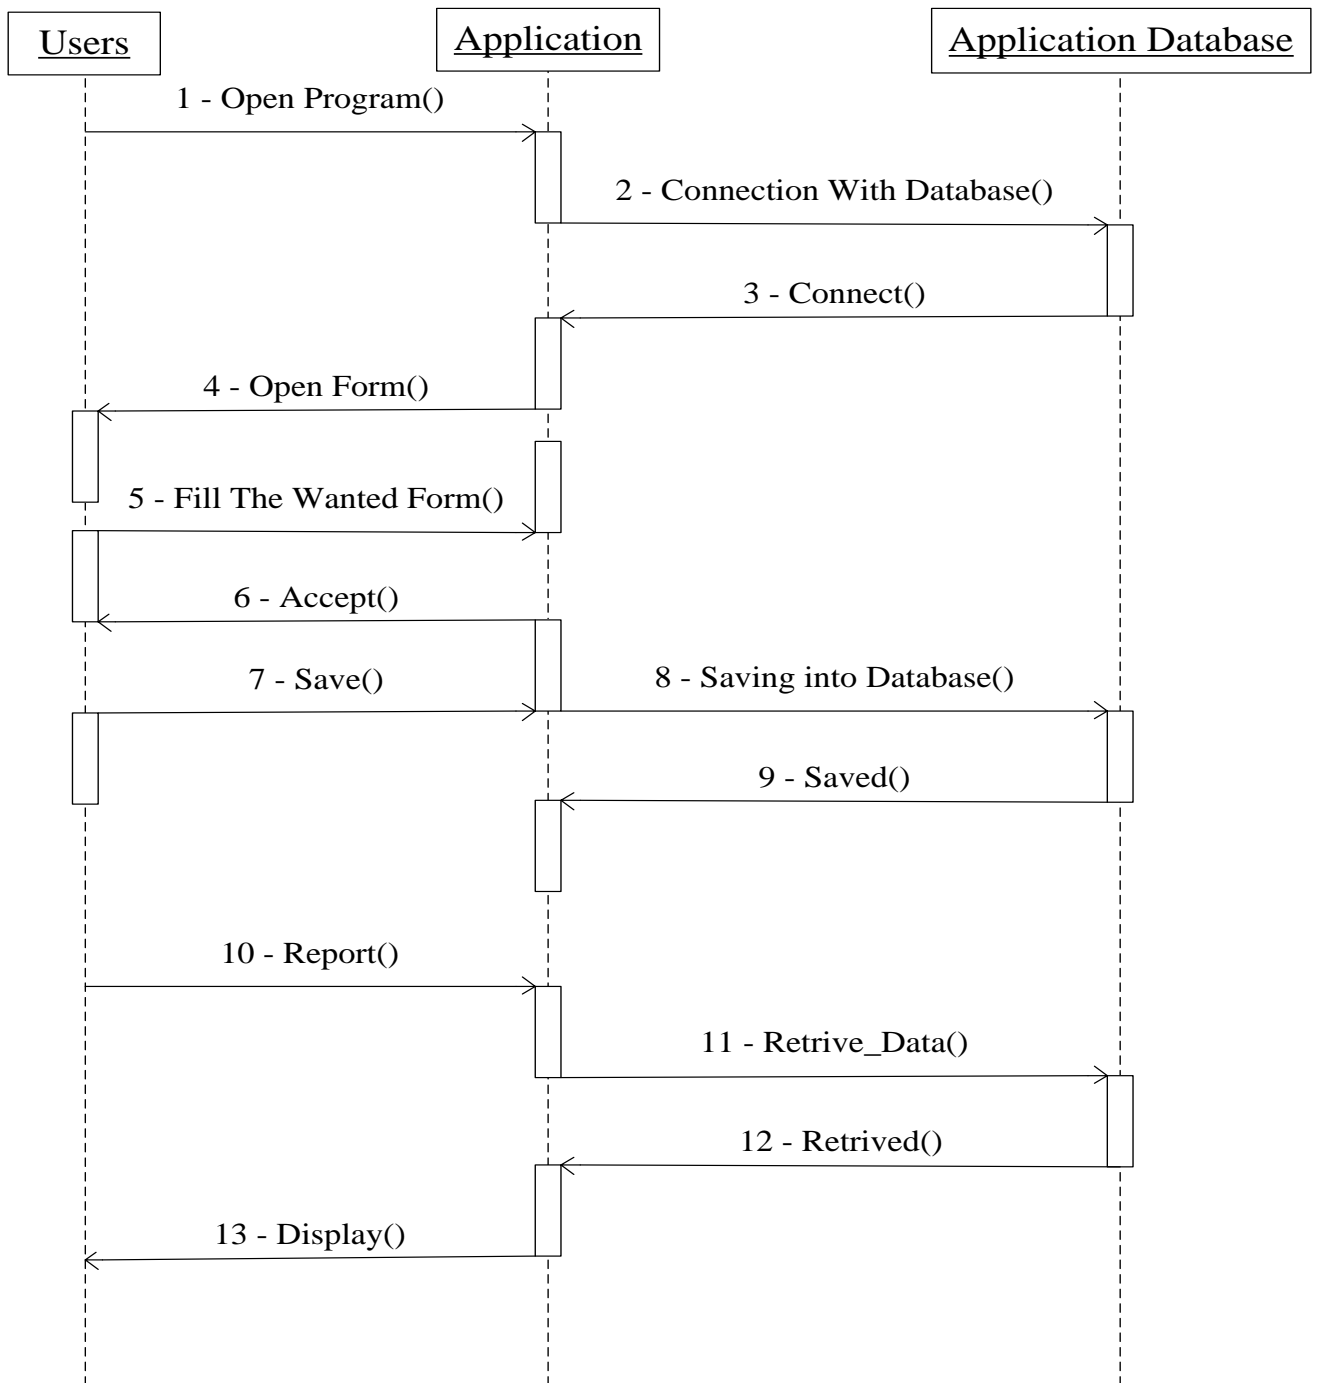 Users
Application
Application Database
1 - Open Program()
2 - Connection With Database()
3 - Connect()
4 - Open Form()
5 - Fill The Wanted Form()
6 - Accept()
7 - Save()
8 - Saving into Database()
9 - Saved()
10 - Report()
11 - Retrive_Data()
12 - Retrived()
13 - Display()